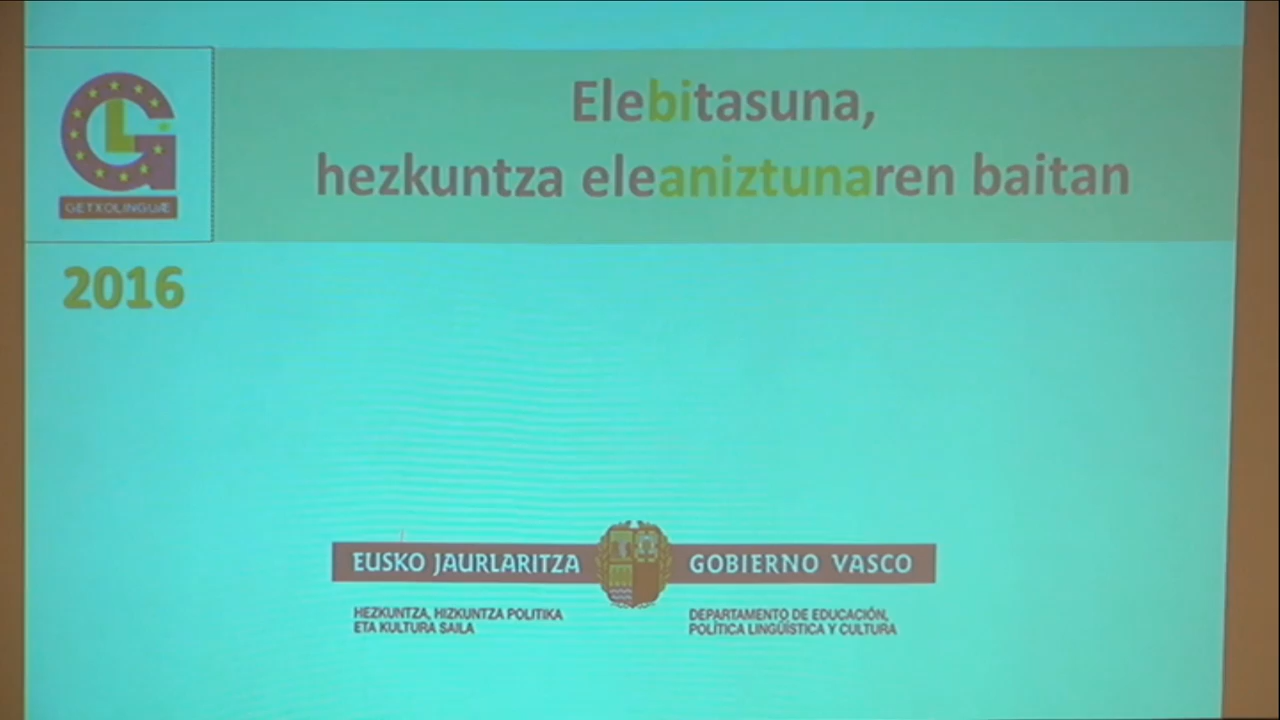 Elebitasuna,
hezkuntza eleaniztunaren baitan
GETXOLINGUÆ
2016
EUSKO JAURLARITZA
GOBIERNO VASCO
HEZKUNTZA, HIZKUNTZA POLITIKA
ETA KULTURA SAILA
DEPARTAMENTO DE EDUCACIÓN,
POLÍTICA LINGÜÍSTICA Y CULTURA